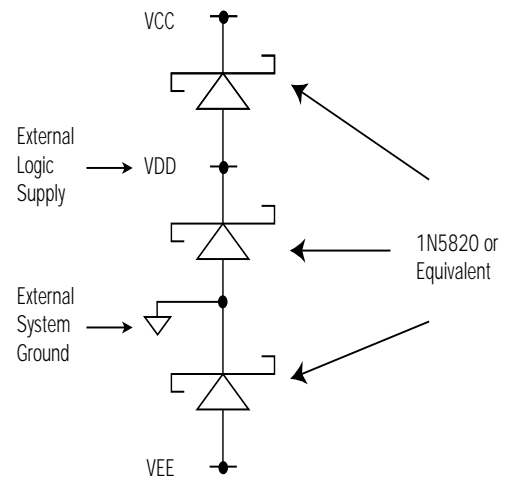 VCC
External
Logic
Supply
VDD
1N5820 or
Equivalent
External
System
Ground
VEE